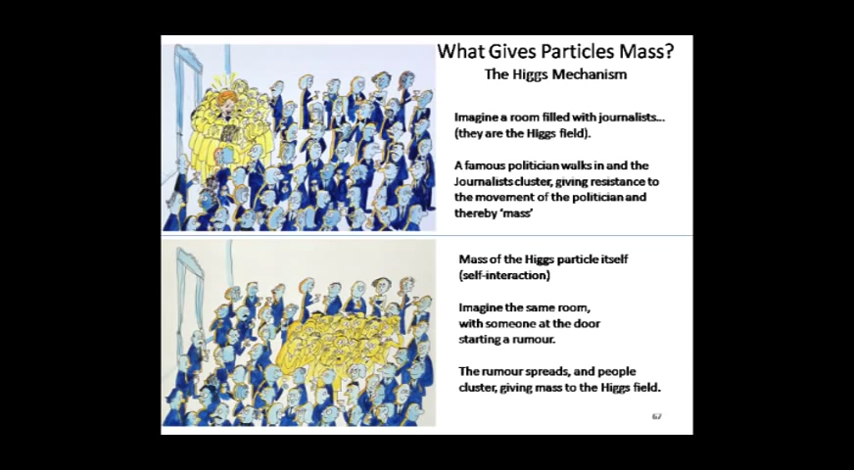 What Gives Particles Mass?
The Higgs Mechanism
Imagine a room filled with journalists...
(they are the Higgs field).
A famous politician walks in and the
Journalists cluster, giving resistance to
the movement of the politician and
thereby 'mass'
Mass of the Higgs particle itself
(self-interaction)
Imagine the same room,
with someone at the door
starting a rumour.
The rumour spreads, and people
cluster, giving mass to the Higgs field.
67